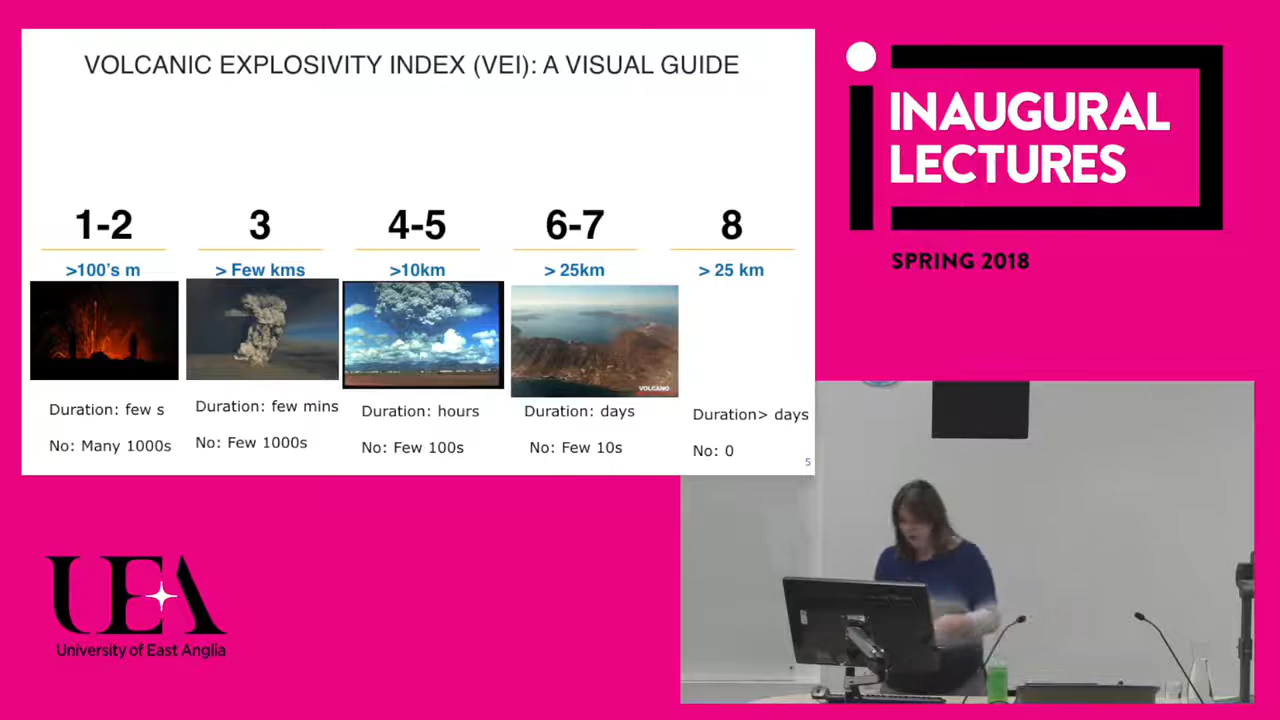 VOLCANIC EXPLOSIVITY INDEX (VEI): A VISUAL GUIDE
1-2
3
4-5
6-7
8
>100's m
> Few kms
>10km
> 25km
> 25 km
VOLCANO
Duration: few s
Duration: few mins
Duration: hours
Duration: days
Duration> days
No: Many 1000s
No: Few 1000s
No: Few 100s
No: Few 10s
No: 0
5
INAUGURAL
LECTURES
SPRING 2018
UEA
University of East Anglia